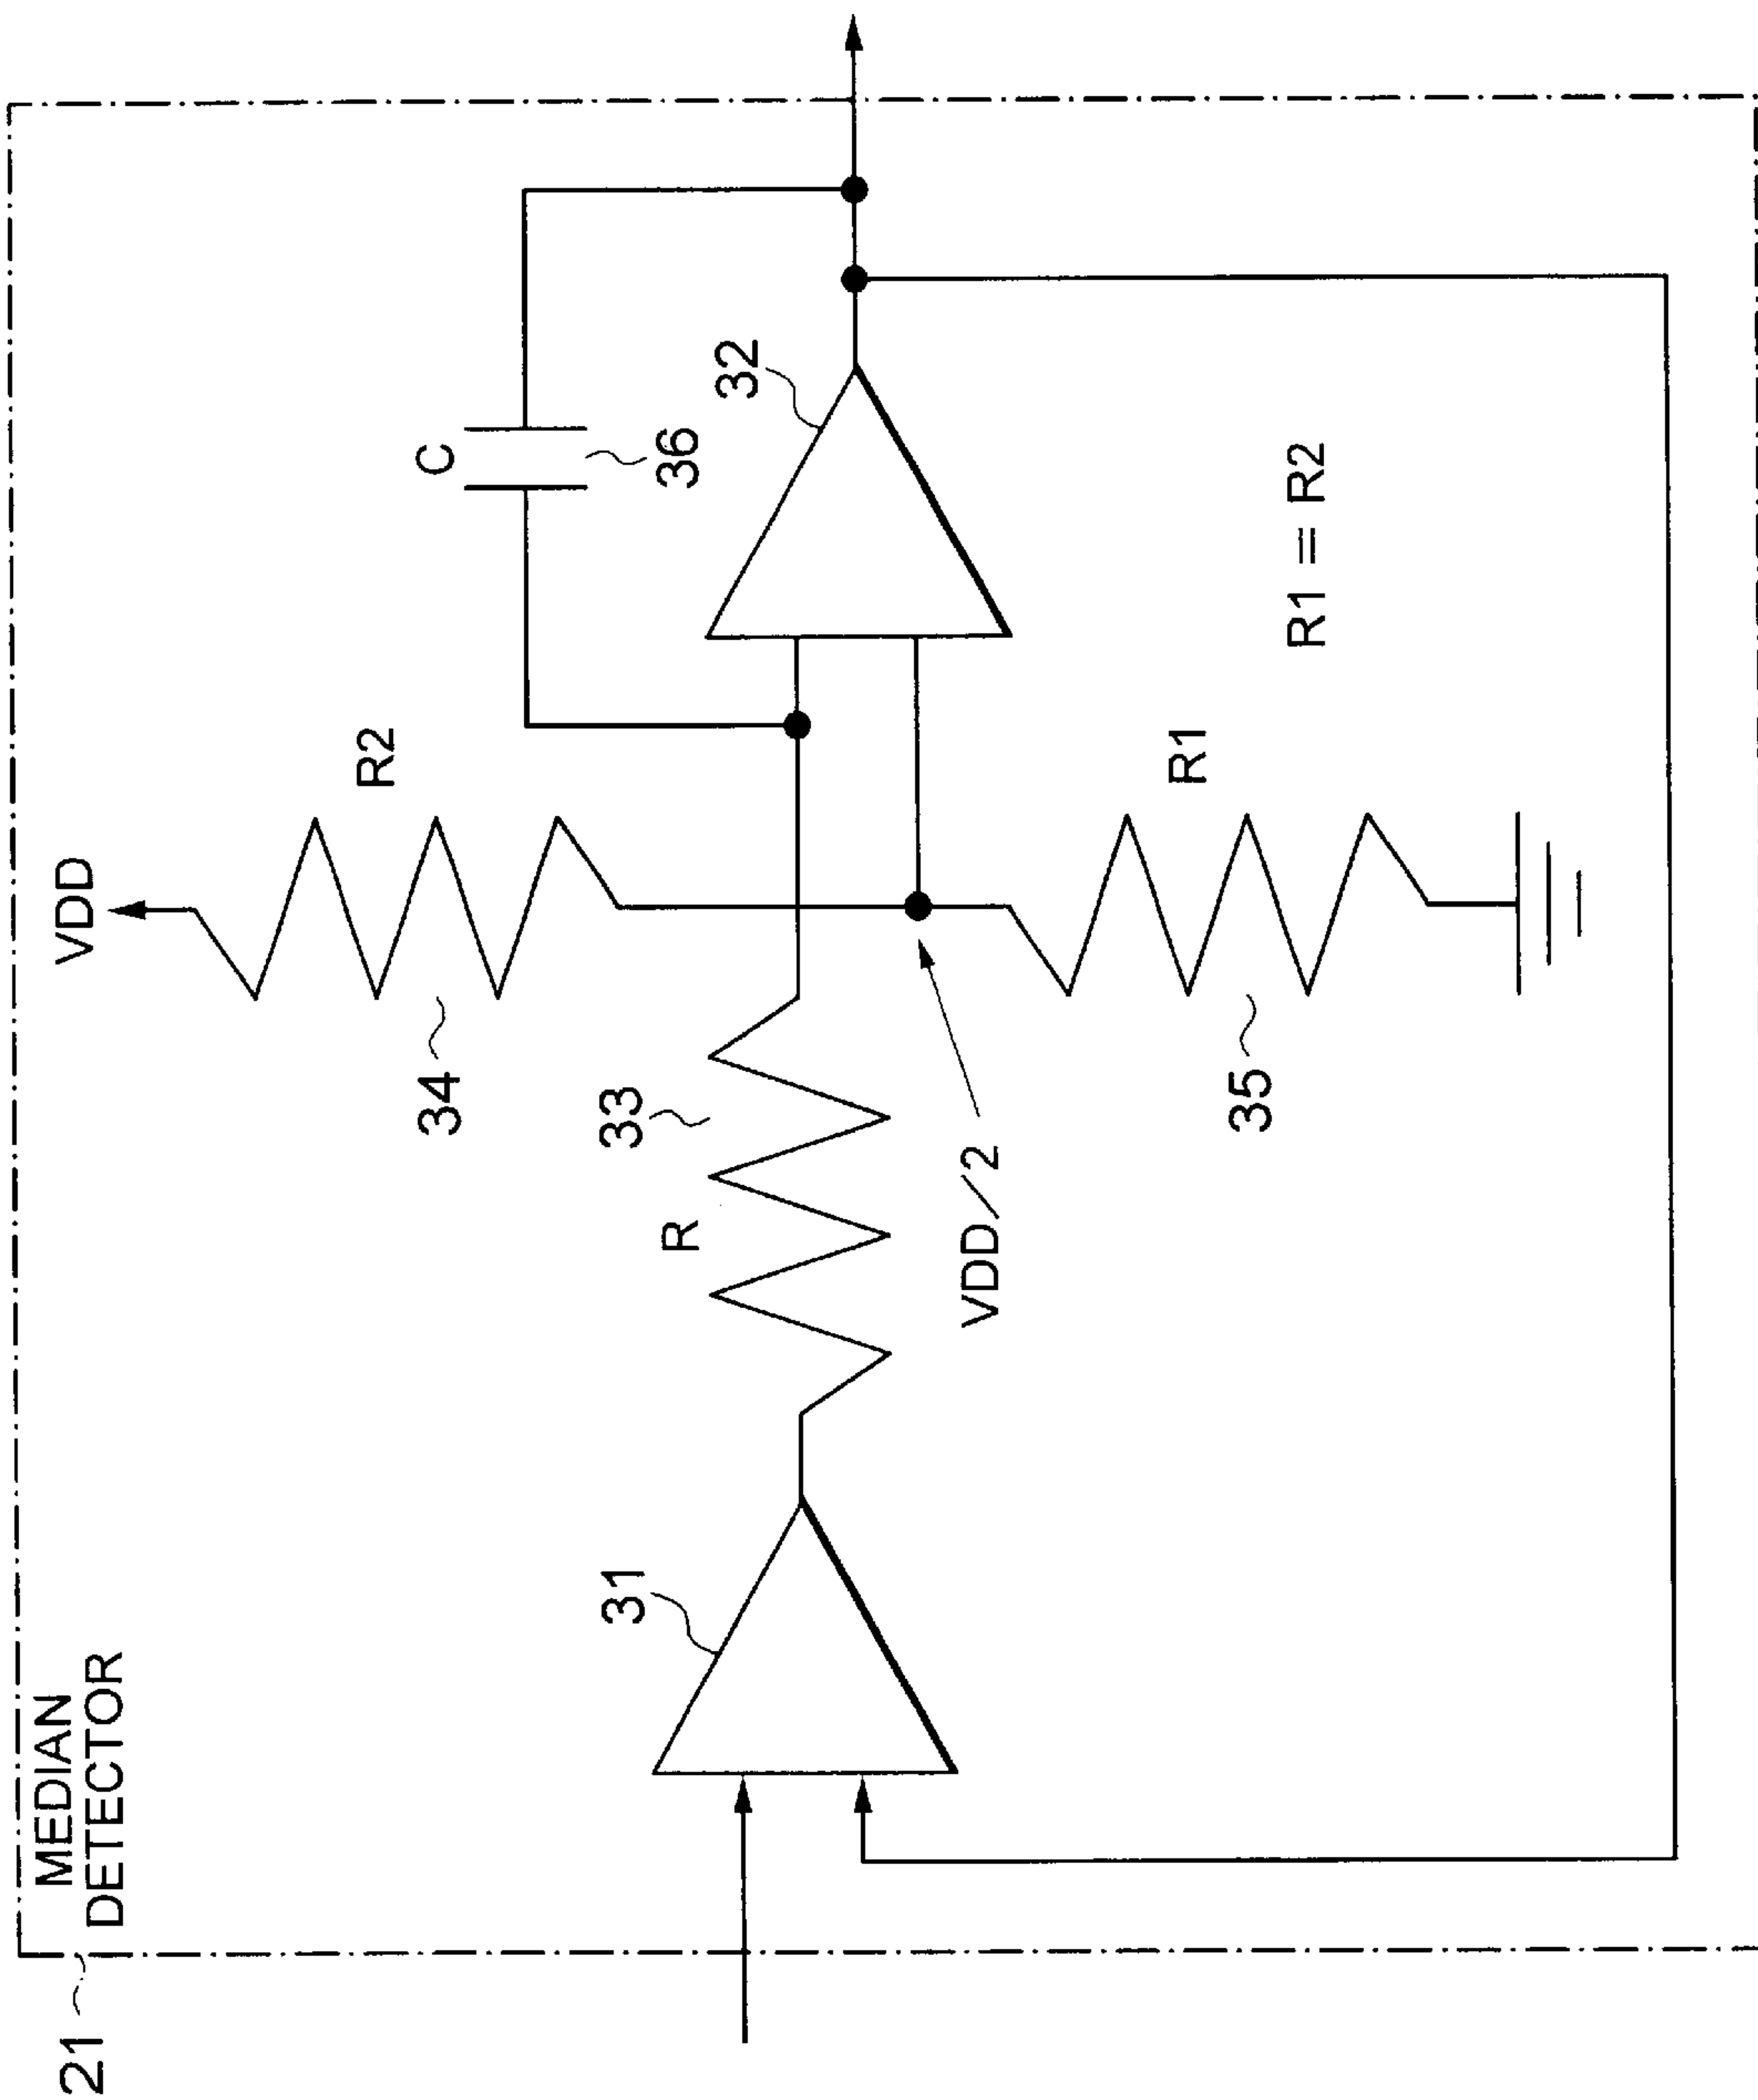 21
MEDIAN
DETECTOR
VDD
34
R2
C
36
31
33
R
32
VDD/2
35
R1
R1 = R2